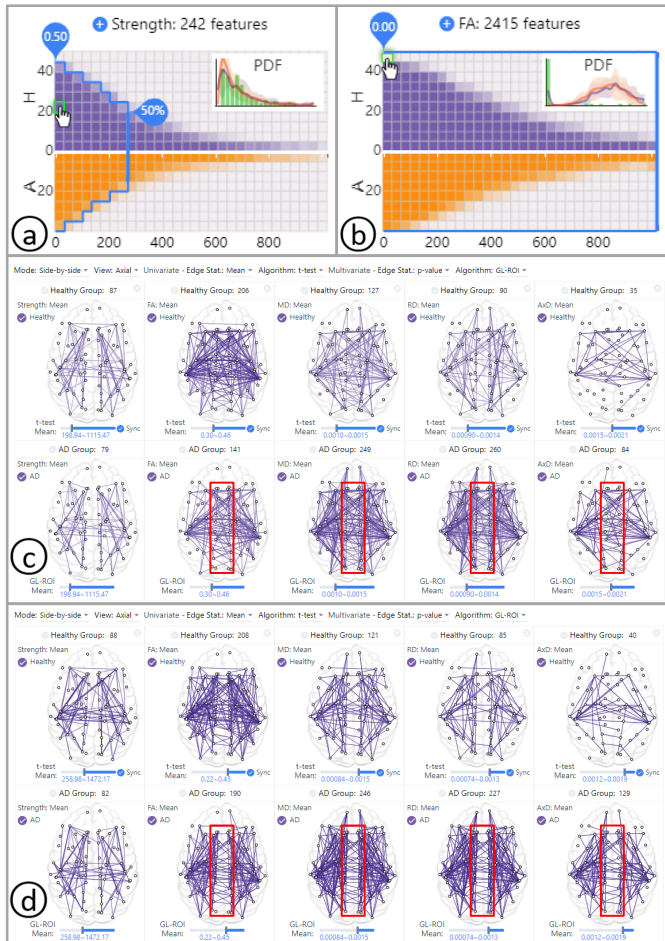 0.50
Strength: 242 features
PDF
40
H
20
50%
0
A
20
0 200 400 600 800
a
0.00
FA: 2415 features
PDF
40
H
20
0
A
20
0 200 400 600 800
b
Mode: Side-by-side View: Axial Univariate - Edge Stat.: Mean Algorithm: t-test Multivariate - Edge Stat.: p-value Algorithm: GL-ROI
Healthy Group: 87 Healthy Group: 206 Healthy Group: 127 Healthy Group: 90 Healthy Group: 35
Strength: Mean FA: Mean MD: Mean RD: Mean AxD: Mean
Healthy Healthy Healthy Healthy Healthy
t-test Sync t-test Sync t-test Sync t-test Sync t-test Sync
Mean: 198.94~1115.47 Mean: 0.30~0.46 Mean: 0.0010~0.0015 Mean: 0.00090~0.0014 Mean: 0.0015~0.0021
AD Group: 79 AD Group: 141 AD Group: 249 AD Group: 260 AD Group: 84
Strength: Mean FA: Mean MD: Mean RD: Mean AxD: Mean
AD AD AD AD AD
c
GL-ROI GL-ROI GL-ROI GL-ROI GL-ROI
Mean: 198.94~1115.47 Mean: 0.30~0.46 Mean: 0.0010~0.0015 Mean: 0.00090~0.0014 Mean: 0.0015~0.0021
Mode: Side-by-side View: Axial Univariate - Edge Stat.: Mean Algorithm: t-test Multivariate - Edge Stat.: p-value Algorithm: GL-ROI
Healthy Group: 88 Healthy Group: 208 Healthy Group: 121 Healthy Group: 85 Healthy Group: 40
Strength: Mean FA: Mean MD: Mean RD: Mean AxD: Mean
Healthy Healthy Healthy Healthy Healthy
t-test Sync t-test Sync t-test Sync t-test Sync t-test Sync
Mean: 258.98~1472.17 Mean: 0.22~0.45 Mean: 0.00084~0.0015 Mean: 0.00074~0.0013 Mean: 0.0012~0.0019
AD Group: 82 AD Group: 190 AD Group: 246 AD Group: 227 AD Group: 129
Strength: Mean FA: Mean MD: Mean RD: Mean AxD: Mean
AD AD AD AD AD
d
GL-ROI GL-ROI GL-ROI GL-ROI GL-ROI
Mean: 258.98~1472.17 Mean: 0.22~0.45 Mean: 0.00084~0.0015 Mean: 0.00074~0.0013 Mean: 0.0012~0.0019